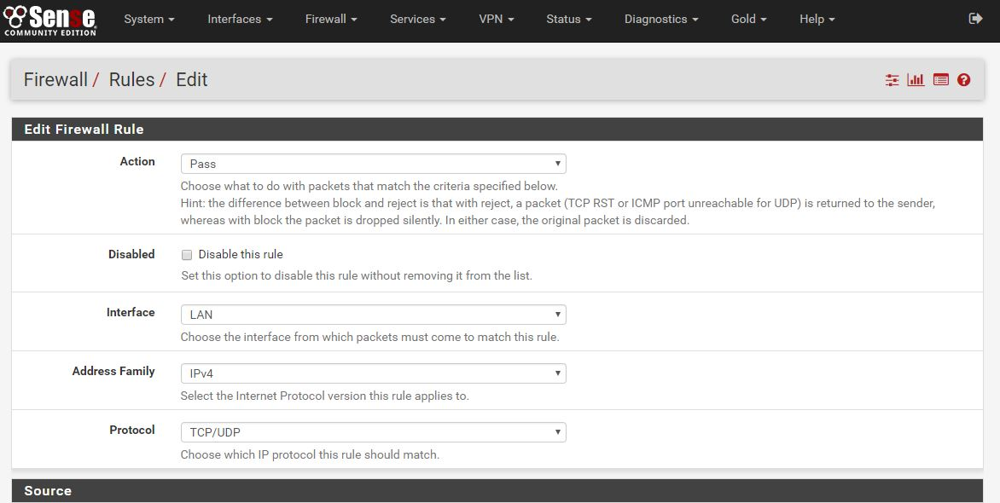 Sense
COMMUNITY EDITION
System Interfaces Firewall Services VPN Status Diagnostics Gold Help
Firewall / Rules / Edit
Edit Firewall Rule
Action
Pass
Choose what to do with packets that match the criteria specified below.
Hint: the difference between block and reject is that with reject, a packet (TCP RST or ICMP port unreachable for UDP) is returned to the sender,
whereas with block the packet is dropped silently. In either case, the original packet is discarded.
Disabled
Disable this rule
Set this option to disable this rule without removing it from the list.
Interface
LAN
Choose the interface from which packets must come to match this rule.
Address Family
IPv4
Select the Internet Protocol version this rule applies to.
Protocol
TCP/UDP
Choose which IP protocol this rule should match.
Source